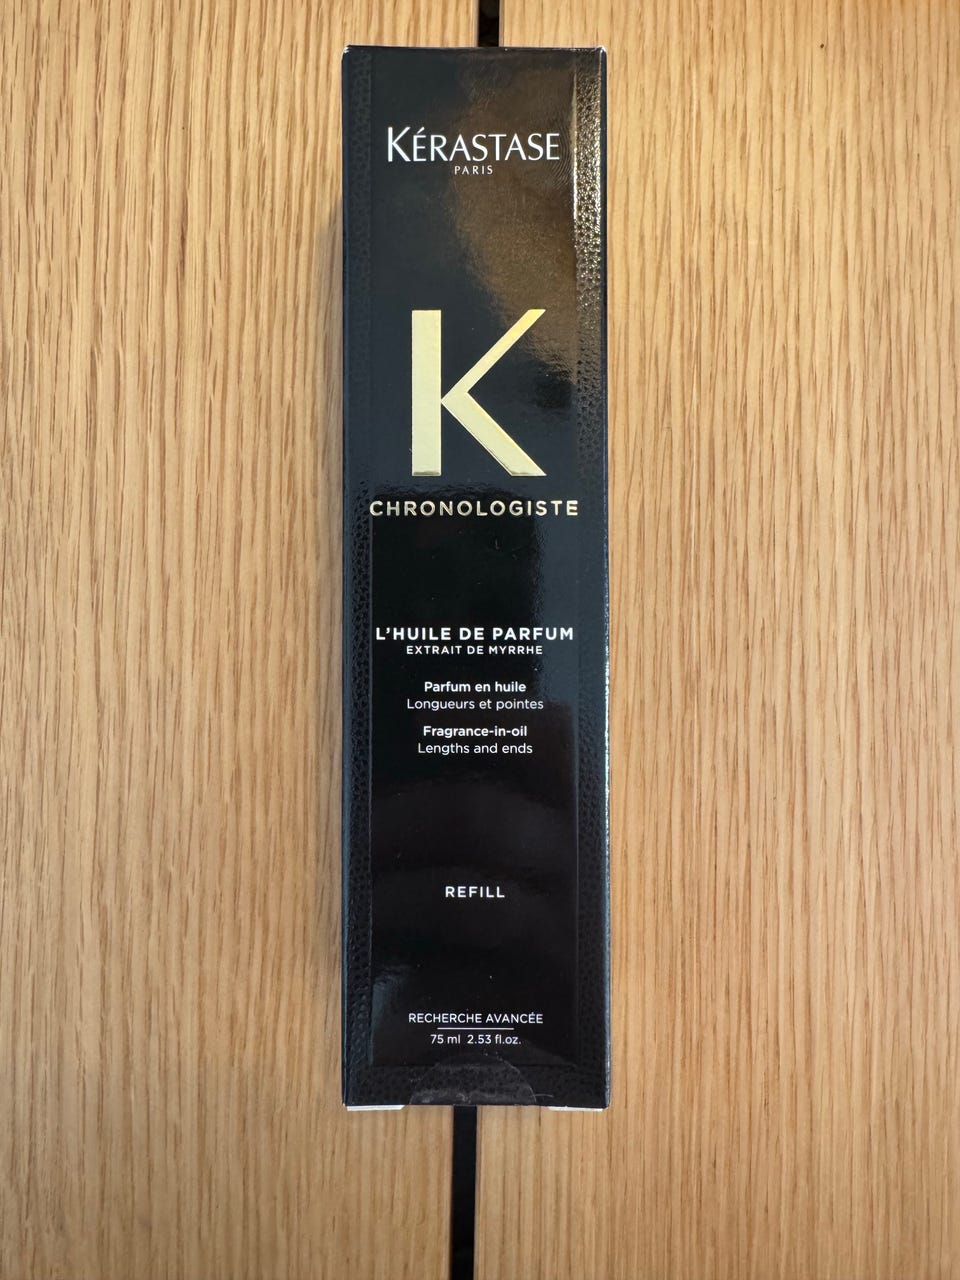 KÉRASTASE
PARIS
K
CHRONOLOGISTE
L'HUILE DE PARFUM
EXTRAIT DE MYRRHE
Parfum en huile
Longueurs et pointes
Fragrance-in-oil
Lengths and ends
REFILL
RECHERCHE AVANCÉE
75 ml 2.53 fl.oz.